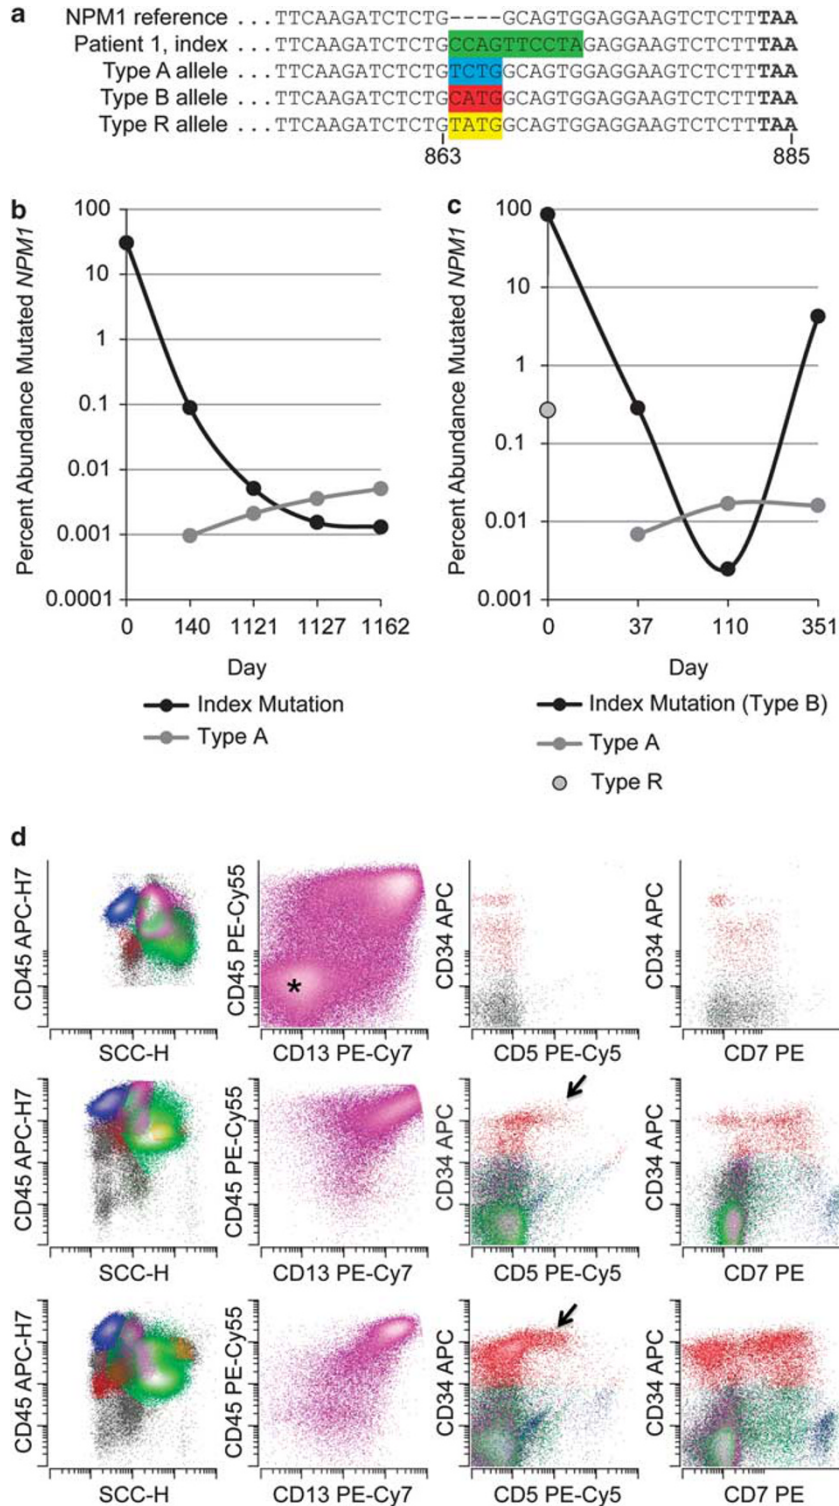 a
NPM1 reference ...TTCAAGATCTCTG----GCAGTGGAGGAAGTCTCTTTAA
Patient 1, index ...TTCAAGATCTCTGCCAGTTCCTAGAGGAAGTCTCTTTAA
Type A allele ...TTCAAGATCTCTGTCTGGCAGTGGAGGAAGTCTCTTTAA
Type B allele ...TTCAAGATCTCTGCATGGCAGTGGAGGAAGTCTCTTTAA
Type R allele ...TTCAAGATCTCTGTATGGCAGTGGAGGAAGTCTCTTTAA
863 885
b
Percent Abundance Mutated NPM1
100
10
1
0.1
0.01
0.001
0.0001
0 140 1121 1127 1162
Day
Index Mutation
Type A
c
Percent Abundance Mutated NPM1
100
10
1
0.1
0.01
0.001
0 37 110 351
Day
Index Mutation (Type B)
Type A
Type R
d
CD45 APC-H7 CD45 PE-Cy55 CD34 APC CD34 APC
*
SCC-H CD13 PE-Cy7 CD5 PE-Cy5 CD7 PE
CD45 APC-H7 CD45 PE-Cy55 CD34 APC CD34 APC
SCC-H CD13 PE-Cy7 CD5 PE-Cy5 CD7 PE
CD45 APC-H7 CD45 PE-Cy55 CD34 APC CD34 APC
SCC-H CD13 PE-Cy7 CD5 PE-Cy5 CD7 PE